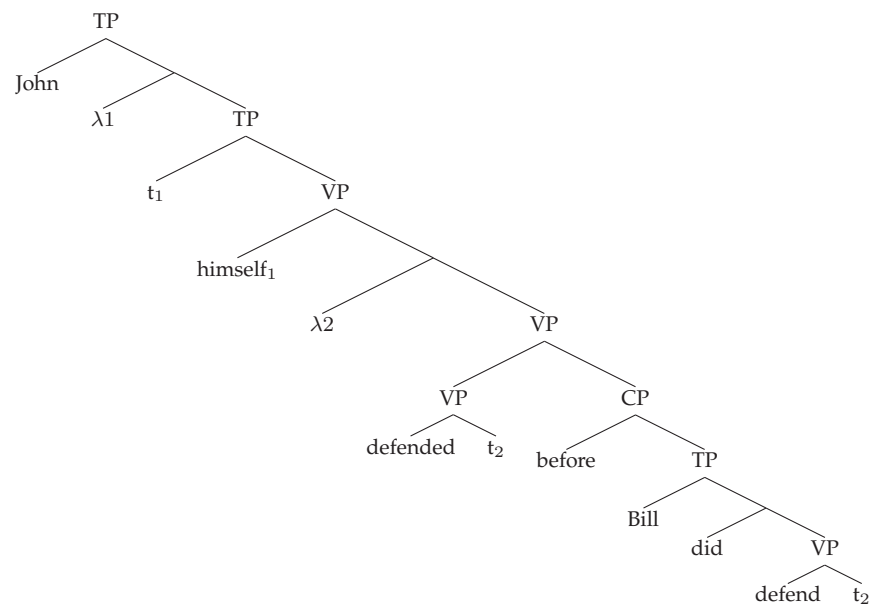 TP
John
λ1
TP
t₁
VP
himself₁
λ2
VP
VP
CP
defended t₂
before
TP
Bill
did
VP
defend t₂